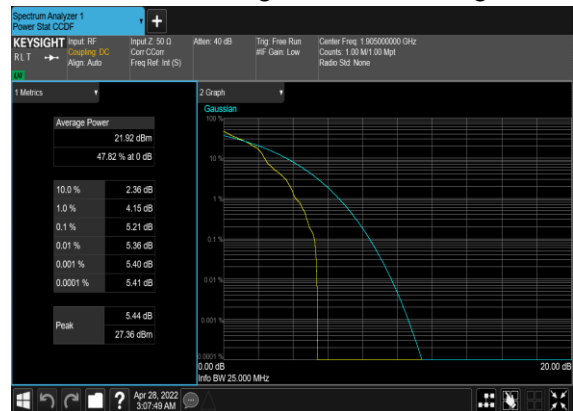 Spectrum Analyzer 1
Power Stat CCDF
KEYSIGHT
RLT
LW
Input: RF
Coupling: DC
Align: Auto
Input Z: 50 Ω
Corr CCorr
Freq Ref: Int (S)
Atten: 40 dB
Trig: Free Run
#IF Gain: Low
Center Freq: 1.905000000 GHz
Counts: 1.00 M/1.00 Mpt
Radio Std: None
1 Metrics
Average Power
21.92 dBm
47.82 % at 0 dB
10.0 % 2.36 dB
1.0 % 4.15 dB
0.1 % 5.21 dB
0.01 % 5.36 dB
0.001 % 5.40 dB
0.0001 % 5.41 dB
Peak
5.44 dB
27.36 dBm
2 Graph
Gaussian
100 %
10 %
1 %
0.1 %
0.01 %
0.001 %
0.0001 %
0.00 dB 20.00 dB
Info BW 25.000 MHz
Apr 28, 2022
3:07:49 AM